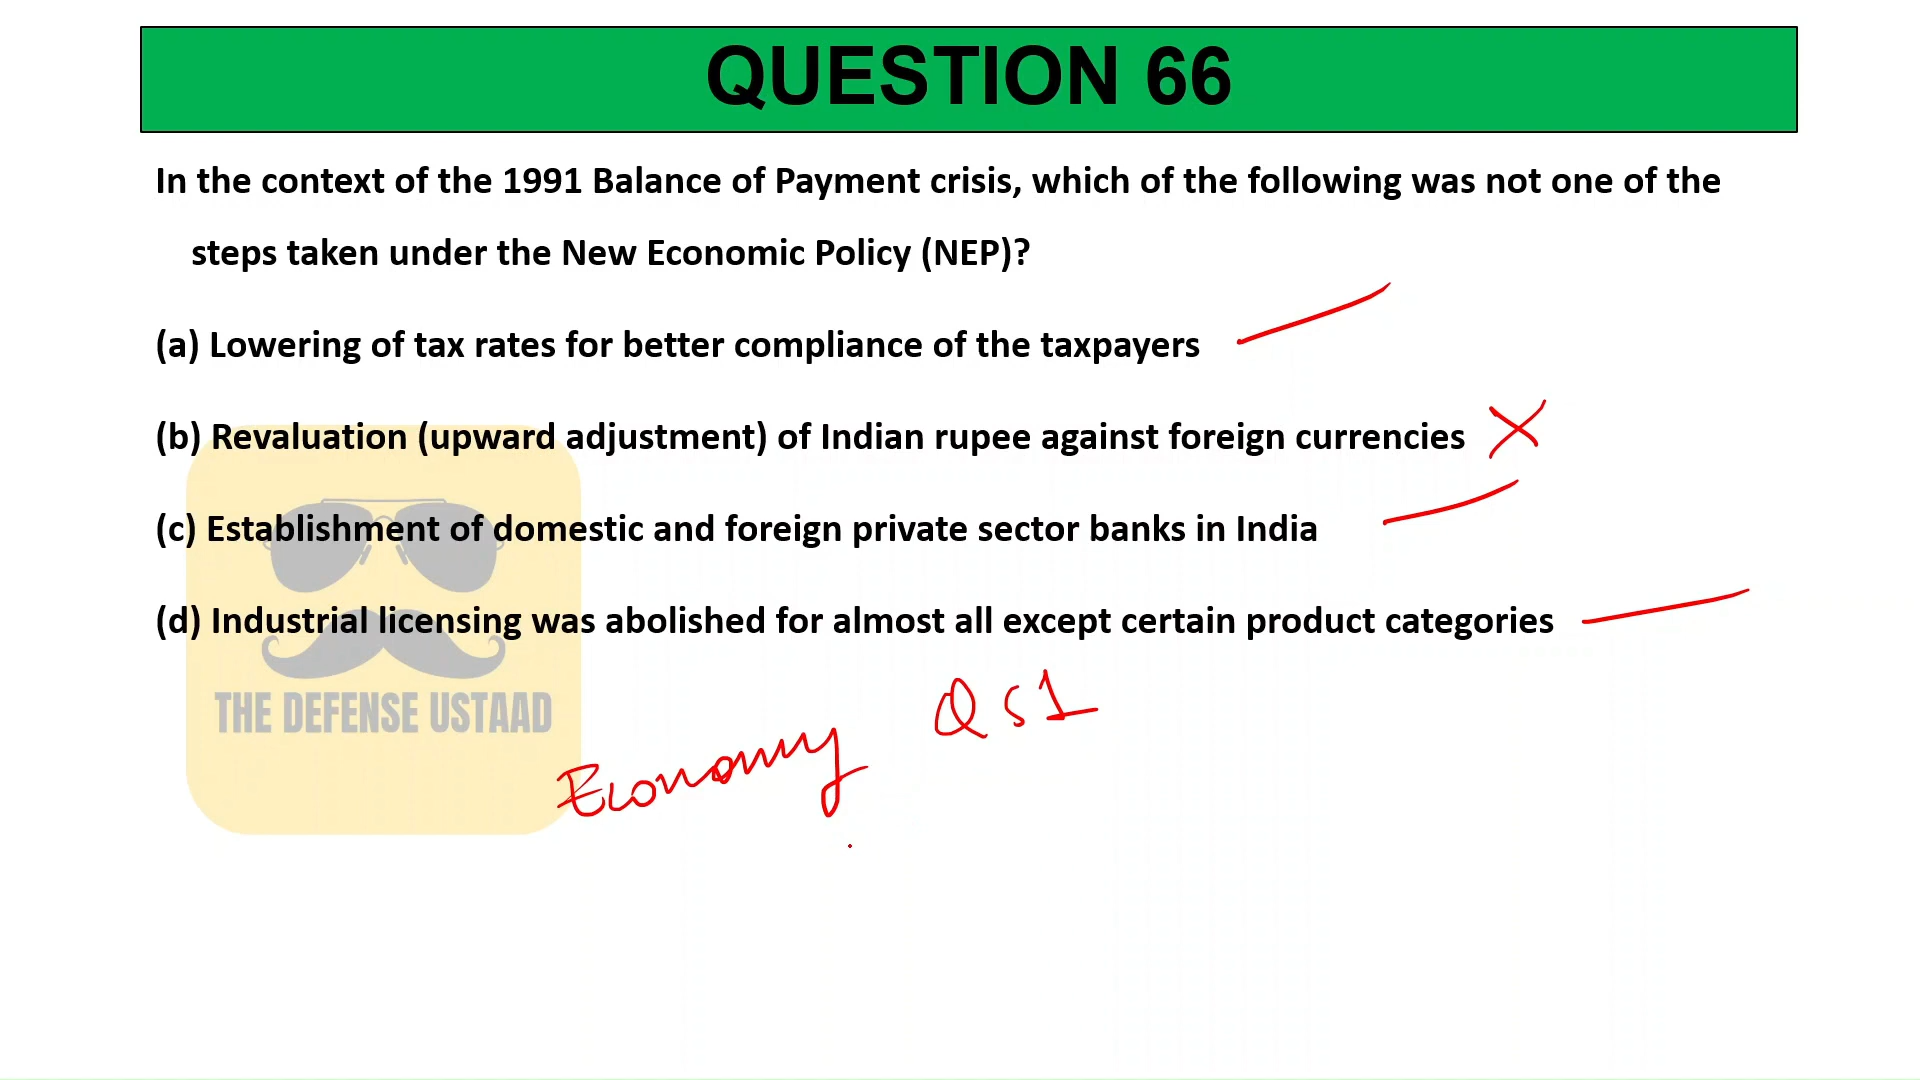 QUESTION 66
In the context of the 1991 Balance of Payment crisis, which of the following was not one of the
steps taken under the New Economic Policy (NEP)?
(a) Lowering of tax rates for better compliance of the taxpayers
(b) Revaluation (upward adjustment) of Indian rupee against foreign currencies
(c) Establishment of domestic and foreign private sector banks in India
(d) Industrial licensing was abolished for almost all except certain product categories
THE DEFENSE USTAAD
Economy